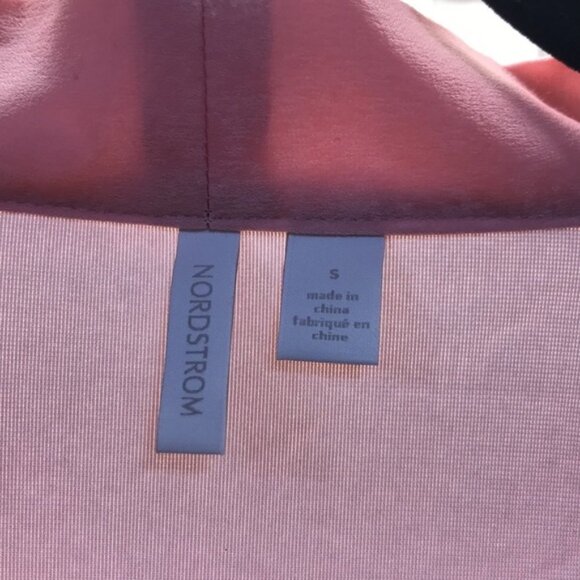 NORDSTROM
S
made in
china
fabriqué en
chine